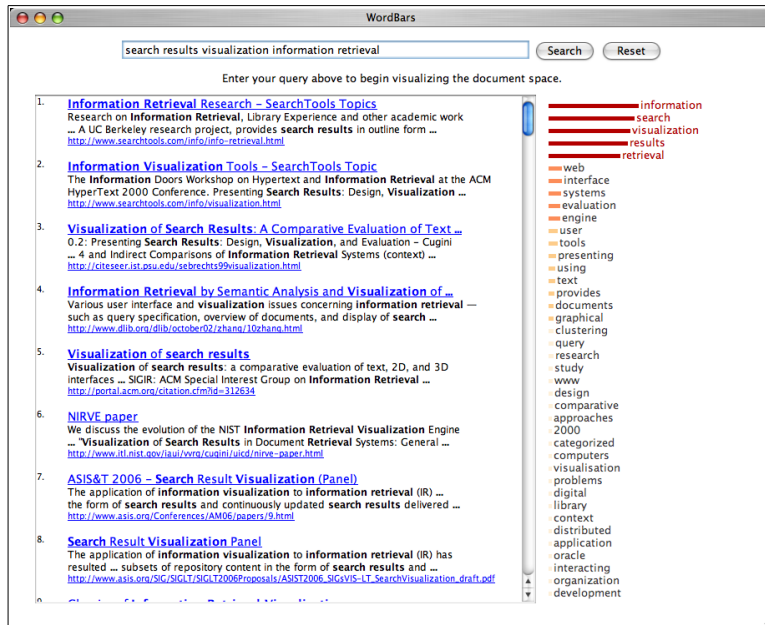 WordBars
search results visualization information retrieval
Search
Reset
Enter your query above to begin visualizing the document space.
1. Information Retrieval Research – SearchTools Topics
Research on Information Retrieval, Library Experience and other academic work
... A UC Berkeley research project, provides search results in outline form ...
http://www.searchtools.com/info/info-retrieval.html
2. Information Visualization Tools – SearchTools Topic
The Information Doors Workshop on Hypertext and Information Retrieval at the ACM
HyperText 2000 Conference. Presenting Search Results: Design, Visualization ...
http://www.searchtools.com/info/visualization.html
3. Visualization of Search Results: A Comparative Evaluation of Text ...
0.2: Presenting Search Results: Design, Visualization, and Evaluation – Cugini
... 4 and Indirect Comparisons of Information Retrieval Systems (context) ...
http://citeseer.ist.psu.edu/sebrechts99visualization.html
4. Information Retrieval by Semantic Analysis and Visualization of ...
Various user interface and visualization issues concerning information retrieval —
such as query specification, overview of documents, and display of search ...
http://www.dlib.org/dlib/october02/zhang/10zhang.html
5. Visualization of search results
Visualization of search results: a comparative evaluation of text, 2D, and 3D
interfaces ... SIGIR: ACM Special Interest Group on Information Retrieval ...
http://portal.acm.org/citation.cfm?id=312634
6. NIRVE paper
We discuss the evolution of the NIST Information Retrieval Visualization Engine
... "Visualization of Search Results in Document Retrieval Systems: General ...
http://www.itl.nist.gov/iaui/vvrg/cugini/uicd/nirve-paper.html
7. ASIS&T 2006 – Search Result Visualization (Panel)
The application of information visualization to information retrieval (IR) ...
the form of search results and continuously updated search results delivered ...
http://www.asis.org/Conferences/AM06/papers/9.html
8. Search Result Visualization Panel
The application of information visualization to information retrieval (IR) has
resulted ... subsets of repository content in the form of search results and ...
http://www.asis.org/SIG/SIGLT/SIGLT2006Proposals/ASIST2006_SIGsVIS-LT_SearchVisualization_draft.pdf
information
search
visualization
results
retrieval
web
interface
systems
evaluation
engine
user
tools
presenting
using
text
provides
documents
graphical
clustering
query
research
study
www
design
comparative
approaches
2000
categorized
computers
visualisation
problems
digital
library
context
distributed
application
oracle
interacting
organization
development